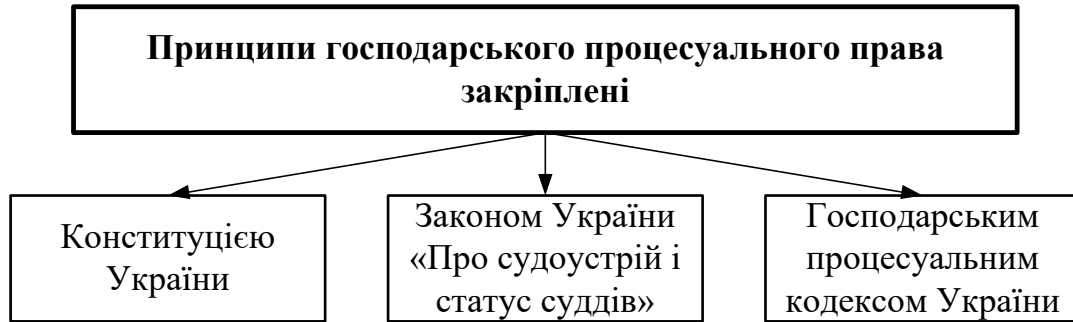 Принципи господарського процесуального права
закріплені
Конституцією
України
Законом України
«Про судоустрій і
статус суддів»
Господарським
процесуальним
кодексом України